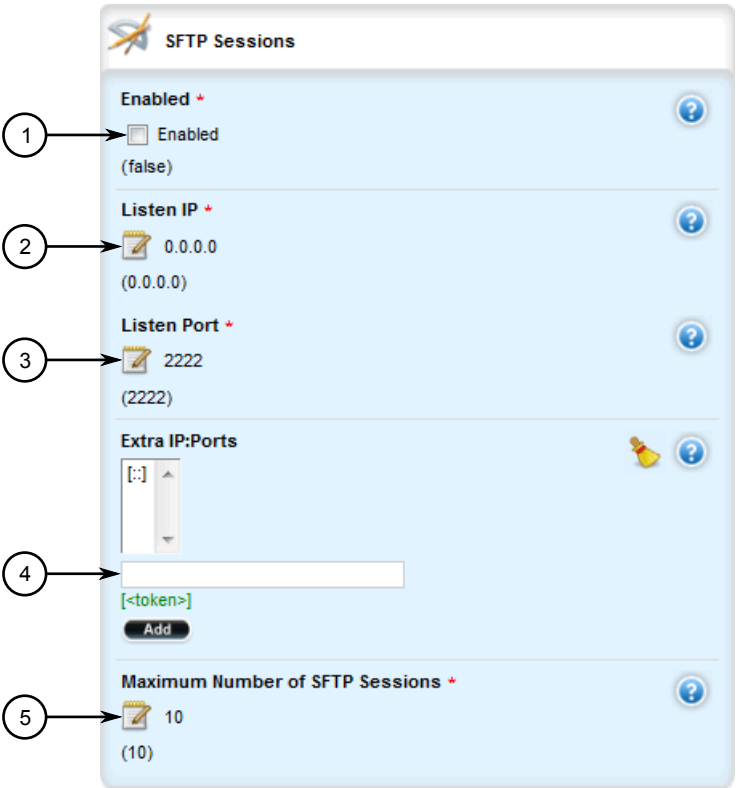 SFTP Sessions
Enabled *
1
Enabled
(false)
Listen IP *
2
0.0.0.0
(0.0.0.0)
Listen Port *
3
2222
(2222)
Extra IP:Ports
[::]
4
[<token>]
Add
Maximum Number of SFTP Sessions *
5
10
(10)